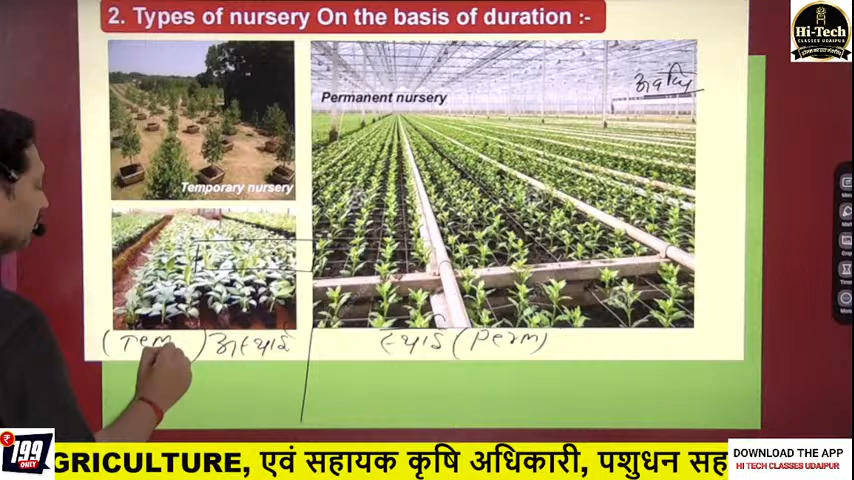 2. Types of nursery On the basis of duration :-
Hi-Tech
CLASSES UDAIPUR
Permanent nursery
अवधि
Temporary nursery
(Tem) अस्थाई
स्थाई (Perm)
₹
199
ONLY
GRICULTURE, एवं सहायक कृषि अधिकारी, पशुधन सह
DOWNLOAD THE APP
HI TECH CLASSES UDAIPUR